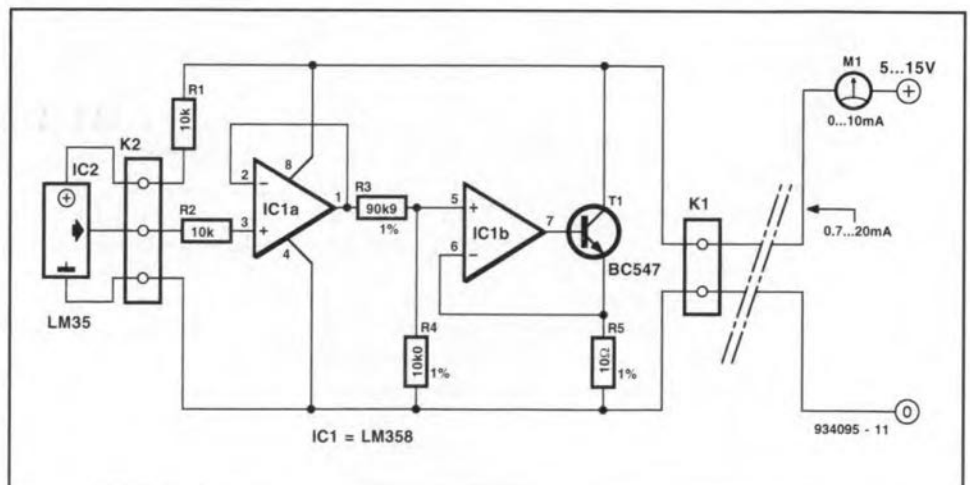 M1
5...15V
R1
10k
0...10mA
K2
IC2
8
R2
10k
2
3
IC1a
1
4
R3
90k9
1%
5
6
IC1b
7
T1
BC547
K1
0.7...20mA
LM35
R4
10k0
1%
R5
10Ω
1%
IC1 = LM358
934095 - 11
0